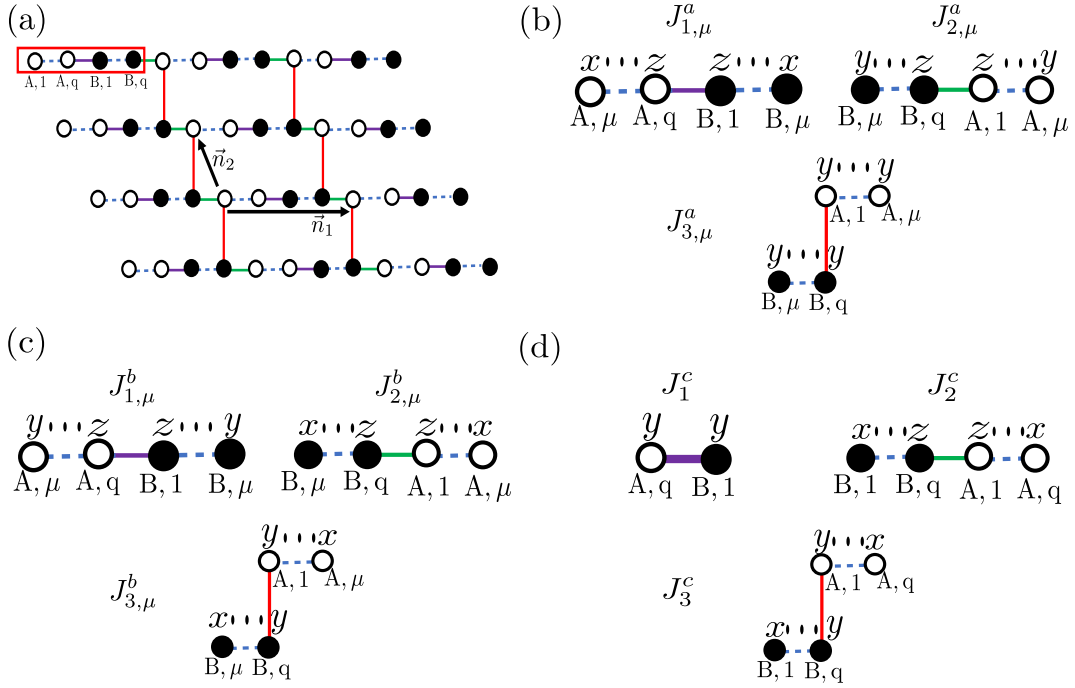 (a)
A,1 A,q B,1 B,q
n⃗₂
n⃗₁
(b)
J^a_{1,μ} J^a_{2,μ}
x z z x y z z y
A,μ A,q B,1 B,μ B,μ B,q A,1 A,μ
y y
J^a_{3,μ} A,1 A,μ
y y
B,μ B,q
(c)
J^b_{1,μ} J^b_{2,μ}
y z z y x z z x
A,μ A,q B,1 B,μ B,μ B,q A,1 A,μ
y x
J^b_{3,μ} A,1 A,μ
x y
B,μ B,q
(d)
J^c_1 J^c_2
y y x z z x
A,q B,1 B,1 B,q A,1 A,q
y x
J^c_3 A,1 A,q
x y
B,1 B,q